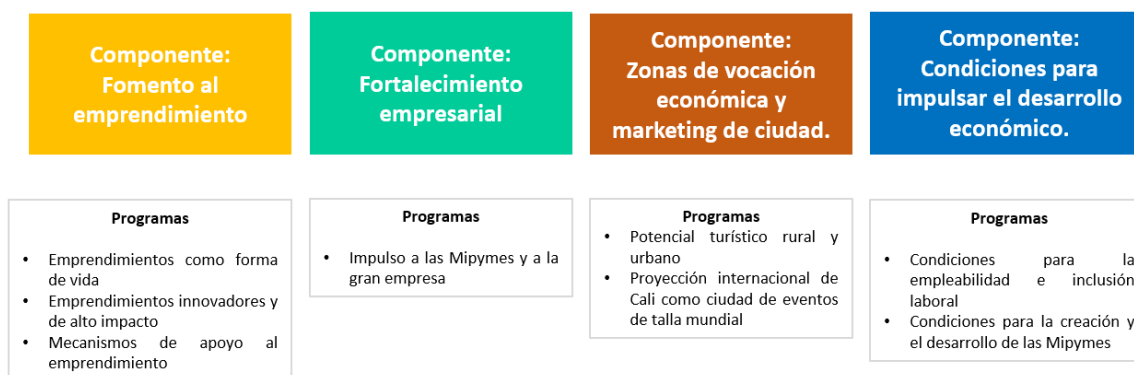 Componente:
Fomento al
emprendimiento
Componente:
Fortalecimiento
empresarial
Componente:
Zonas de vocación
económica y
marketing de ciudad.
Componente:
Condiciones para
impulsar el desarrollo
económico.
Programas
• Emprendimientos como forma
de vida
• Emprendimientos innovadores y
de alto impacto
• Mecanismos de apoyo al
emprendimiento
Programas
• Impulso a las Mipymes y a la
gran empresa
Programas
• Potencial turístico rural y
urbano
• Proyección internacional de
Cali como ciudad de eventos
de talla mundial
Programas
• Condiciones para la
empleabilidad e inclusión
laboral
• Condiciones para la creación y
el desarrollo de las Mipymes